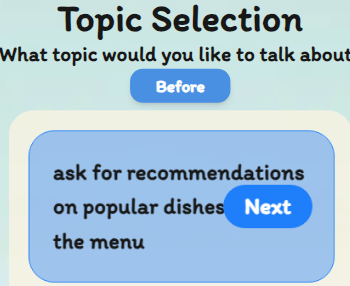 Topic Selection
What topic would you like to talk about
Before
ask for recommendations
on popular dishes
Next
the menu